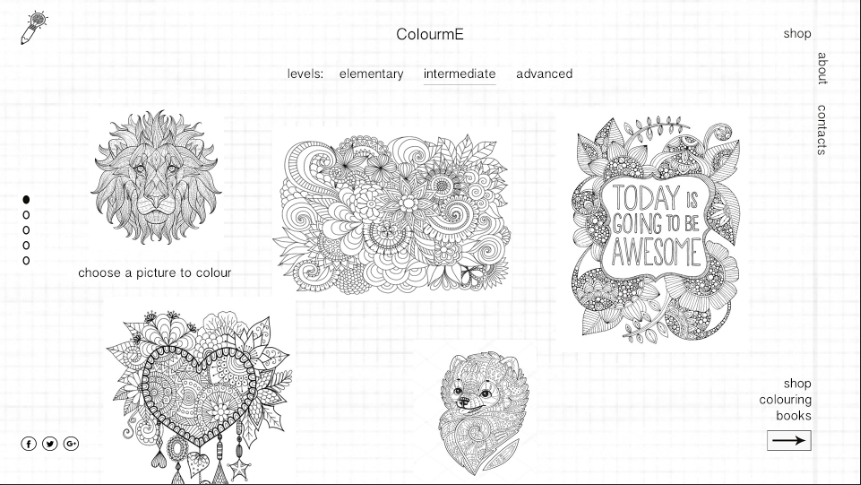 ColourmE
shop
about
contacts
levels: elementary intermediate advanced
TODAY IS
GOING TO BE
AWESOME
choose a picture to colour
shop
colouring
books
f
G+